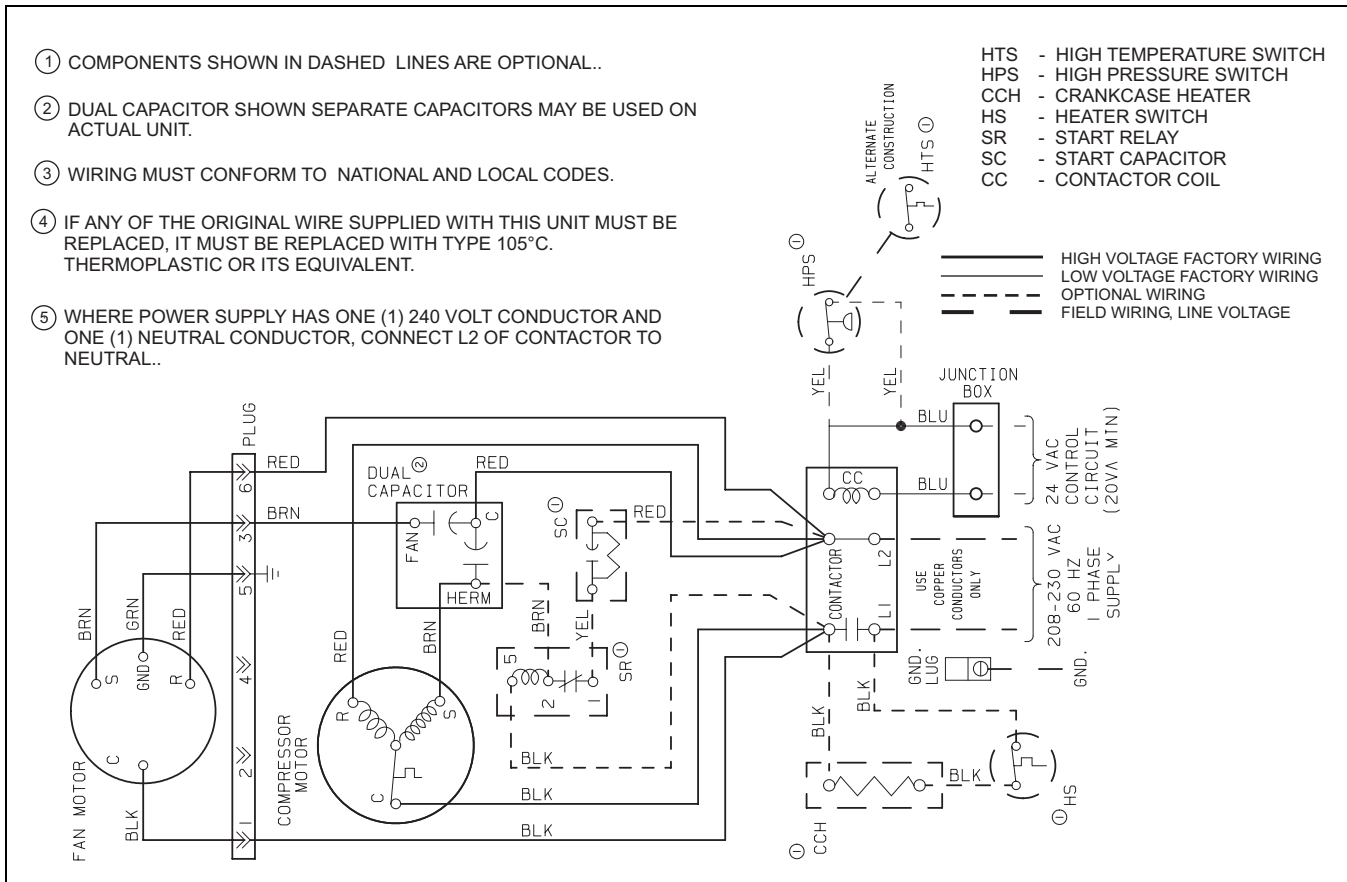 ① COMPONENTS SHOWN IN DASHED LINES ARE OPTIONAL..
② DUAL CAPACITOR SHOWN SEPARATE CAPACITORS MAY BE USED ON
ACTUAL UNIT.
③ WIRING MUST CONFORM TO NATIONAL AND LOCAL CODES.
④ IF ANY OF THE ORIGINAL WIRE SUPPLIED WITH THIS UNIT MUST BE
REPLACED, IT MUST BE REPLACED WITH TYPE 105°C.
THERMOPLASTIC OR ITS EQUIVALENT.
⑤ WHERE POWER SUPPLY HAS ONE (1) 240 VOLT CONDUCTOR AND
ONE (1) NEUTRAL CONDUCTOR, CONNECT L2 OF CONTACTOR TO
NEUTRAL..
HTS - HIGH TEMPERATURE SWITCH
HPS - HIGH PRESSURE SWITCH
CCH - CRANKCASE HEATER
HS - HEATER SWITCH
SR - START RELAY
SC - START CAPACITOR
CC - CONTACTOR COIL
HIGH VOLTAGE FACTORY WIRING
LOW VOLTAGE FACTORY WIRING
OPTIONAL WIRING
FIELD WIRING, LINE VOLTAGE
ALTERNATE
CONSTRUCTION
HTS ①
HPS ①
YEL
YEL
JUNCTION
BOX
BLU
BLU
24 VAC
CONTROL
CIRCUIT
(20VA MIN)
PLUG
6
3
5
4
2
1
RED
BRN
DUAL ②
CAPACITOR
RED
FAN
C
HERM
SC ①
RED
CC
CONTACTOR
L2
L1
USE
COPPER
CONDUCTORS
ONLY
208-230 VAC
60 HZ
1 PHASE
SUPPLY
GND.
LUG
GND.
BRN
GRN
RED
S
GND
R
C
FAN MOTOR
BLK
RED
BRN
BRN
YEL
5
2
1
SR ①
R
S
C
COMPRESSOR
MOTOR
BLK
BLK
BLK
BLK
BLK
BLK
① CCH
① HS